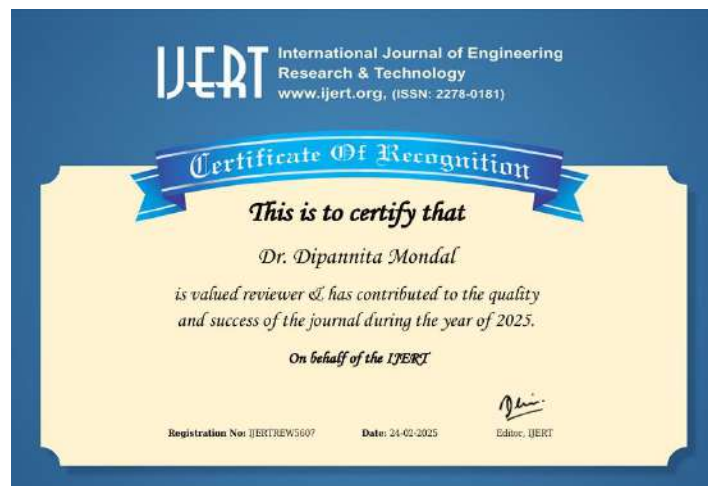 IJERT
International Journal of Engineering
Research & Technology
www.ijert.org, (ISSN: 2278-0181)
Certificate Of Recognition
This is to certify that
Dr. Dipannita Mondal
is valued reviewer & has contributed to the quality
and success of the journal during the year of 2025.
On behalf of the IJERT
Registration No: IJERTREW5607 Date: 24-02-2025 Editor, IJERT